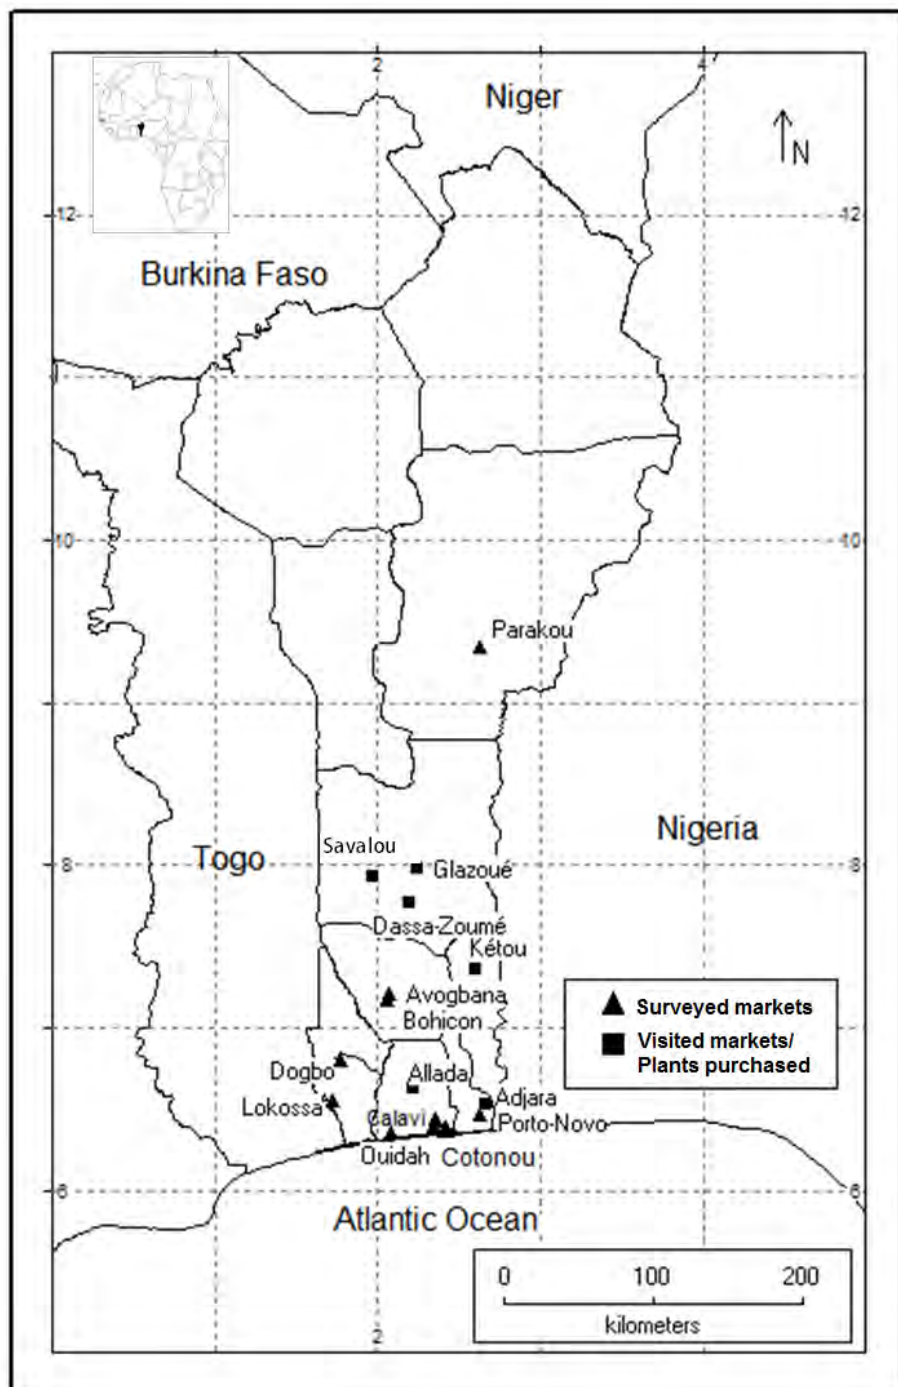 2
4
Niger
N
12
12
Burkina Faso
10
10
Parakou
Nigeria
Savalou
8
Togo
Glazoué
8
Dassa-Zoumé
Kétou
Avogbana
Bohicon
Surveyed markets
Visited markets/
Plants purchased
Dogbo
Allada
Lokossa
Calavi
Adjara
Porto-Novo
Ouidah
Cotonou
6
6
Atlantic Ocean
0 100 200
kilometers
2